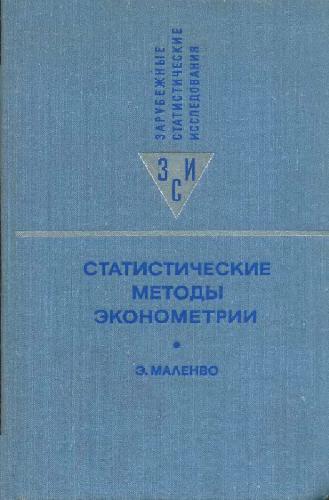 ЗАРУБЕЖНЫЕ
СТАТИСТИЧЕСКИЕ
ИССЛЕДОВАНИЯ
З И
С
СТАТИСТИЧЕСКИЕ
МЕТОДЫ
ЭКОНОМЕТРИИ
Э. МАЛЕНВО